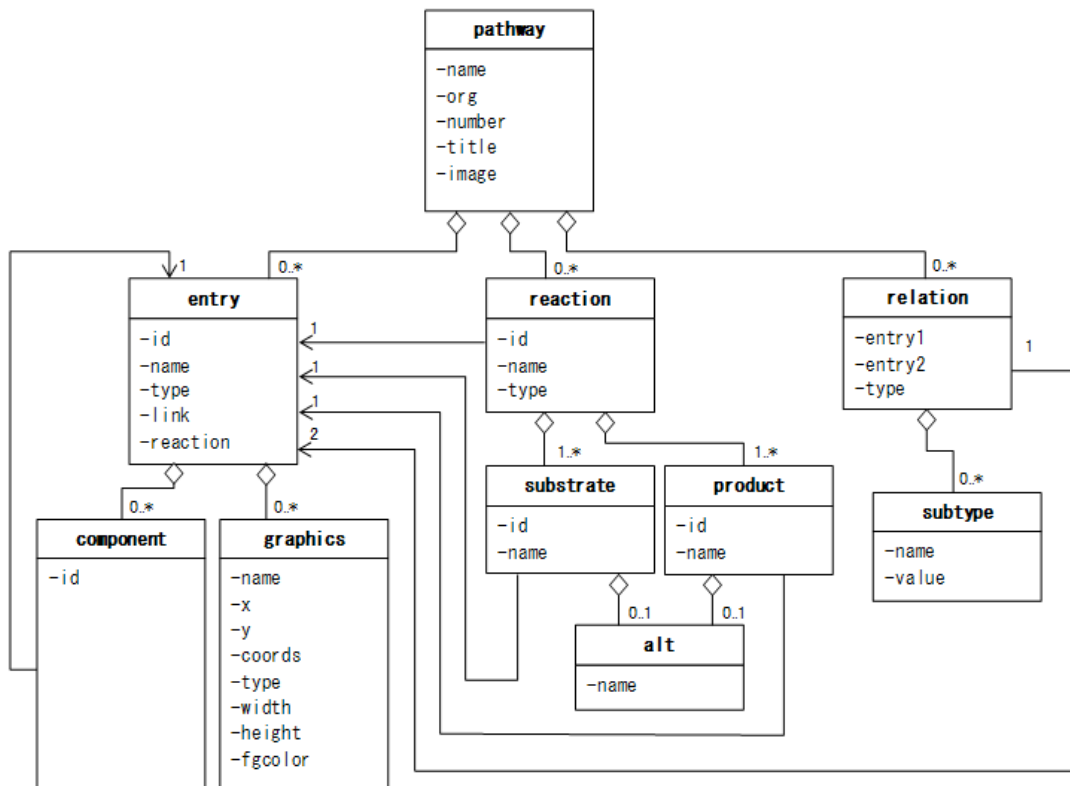 pathway
-name
-org
-number
-title
-image
1
0..*
0..*
0..*
entry
-id
-name
-type
-link
-reaction
1
1
1
2
reaction
-id
-name
-type
relation
-entry1
-entry2
-type
1
0..*
0..*
1..*
1..*
0..*
component
-id
graphics
-name
-x
-y
-coords
-type
-width
-height
-fgcolor
substrate
-id
-name
product
-id
-name
subtype
-name
-value
0..1
0..1
alt
-name